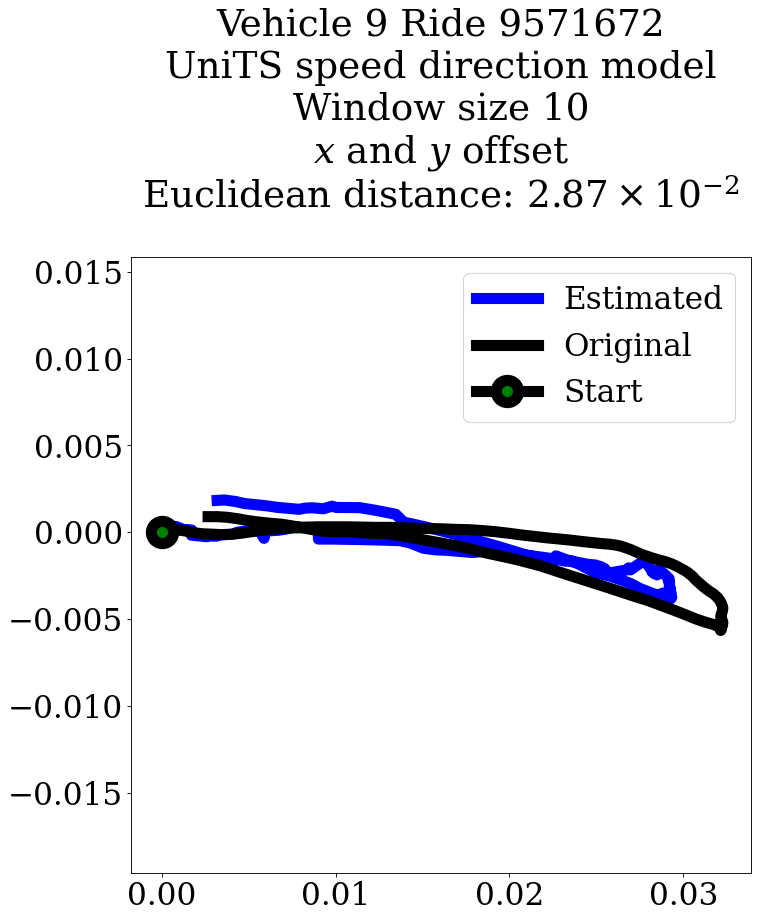 Vehicle 9 Ride 9571672
UniTS speed direction model
Window size 10
x and y offset
Euclidean distance: 2.87 × 10⁻²
Estimated
Original
Start
0.015
0.010
0.005
0.000
−0.005
−0.010
−0.015
0.00 0.01 0.02 0.03